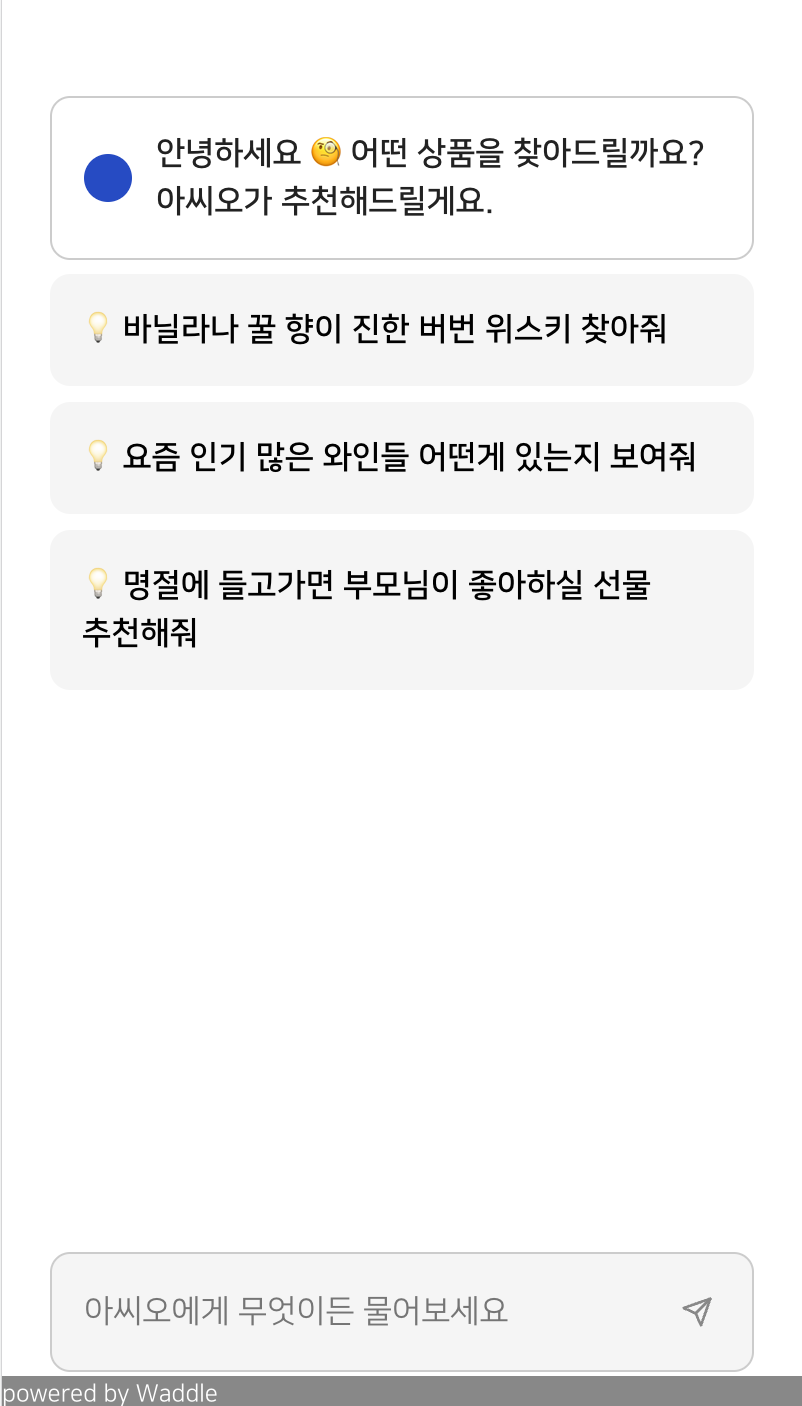 안녕하세요 🧐 어떤 상품을 찾아드릴까요?
아씨오가 추천해드릴게요.
💡 바닐라나 꿀 향이 진한 버번 위스키 찾아줘
💡 요즘 인기 많은 와인들 어떤게 있는지 보여줘
💡 명절에 들고가면 부모님이 좋아하실 선물
추천해줘
아씨오에게 무엇이든 물어보세요
powered by Waddle